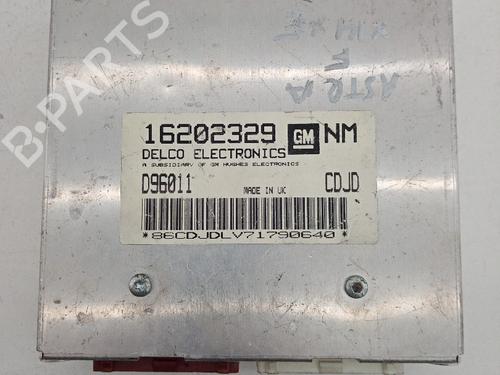 16202329 GM NM
DELCO ELECTRONICS
A SUBSIDIARY OF GM HUGHES ELECTRONICS
D96011 MADE IN UK CDJD
*86CDJDLV71790640*
ASTRA
F
B-PARTS